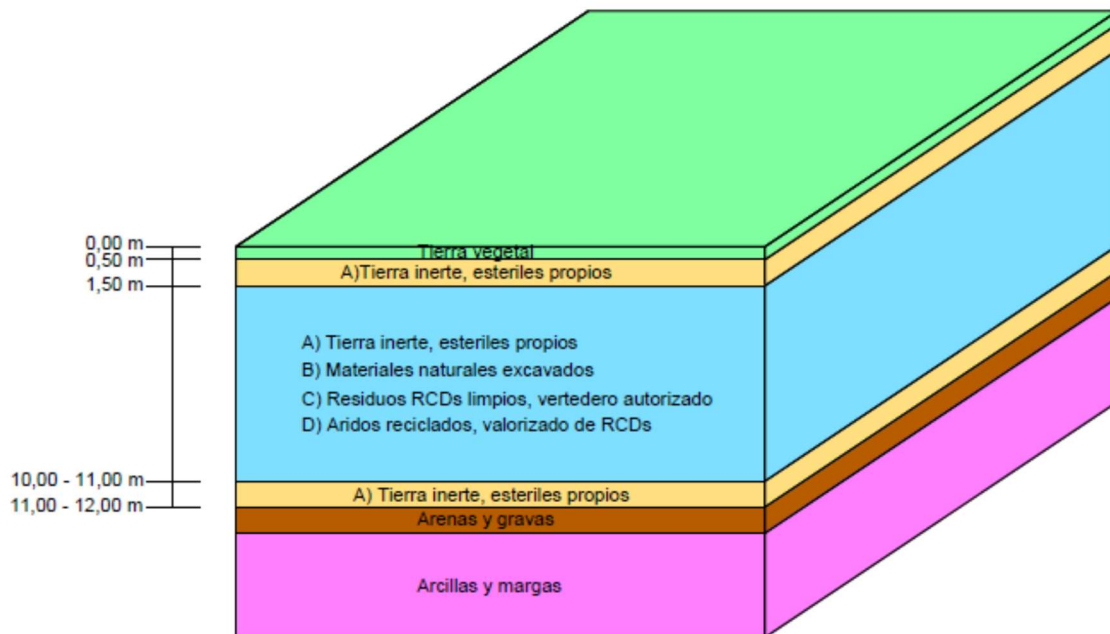 0,00 m
Tierra vegetal
0,50 m
A)Tierra inerte, esteriles propios
1,50 m
A) Tierra inerte, esteriles propios
B) Materiales naturales excavados
C) Residuos RCDs limpios, vertedero autorizado
D) Aridos reciclados, valorizado de RCDs
10,00 - 11,00 m
A) Tierra inerte, esteriles propios
11,00 - 12,00 m
Arenas y gravas
Arcillas y margas